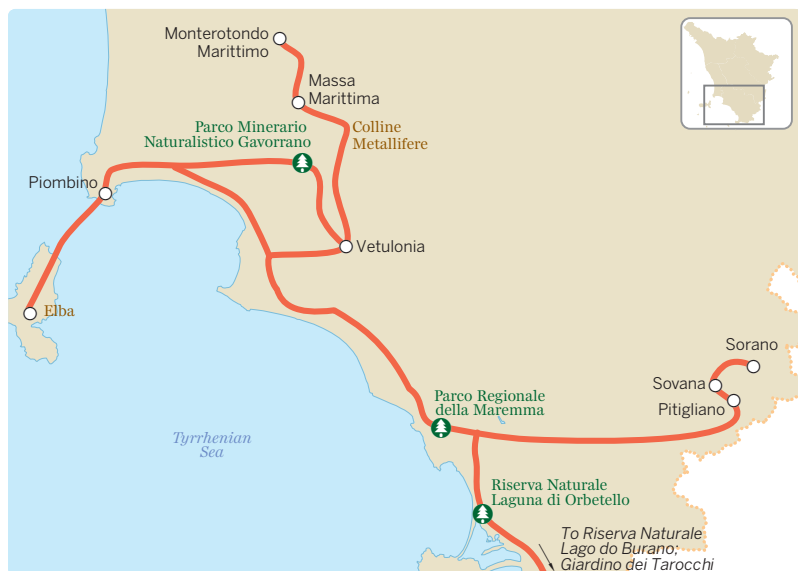 Monterotondo
Marittimo
Massa
Marittima
Parco Minerario
Naturalistico Gavorrano
Colline
Metallifere
Piombino
Vetulonia
Elba
Sorano
Sovana
Pitigliano
Parco Regionale
della Maremma
Tyrrhenian
Sea
Riserva Naturale
Laguna di Orbetello
To Riserva Naturale
Lago do Burano;
Giardino dei Tarocchi